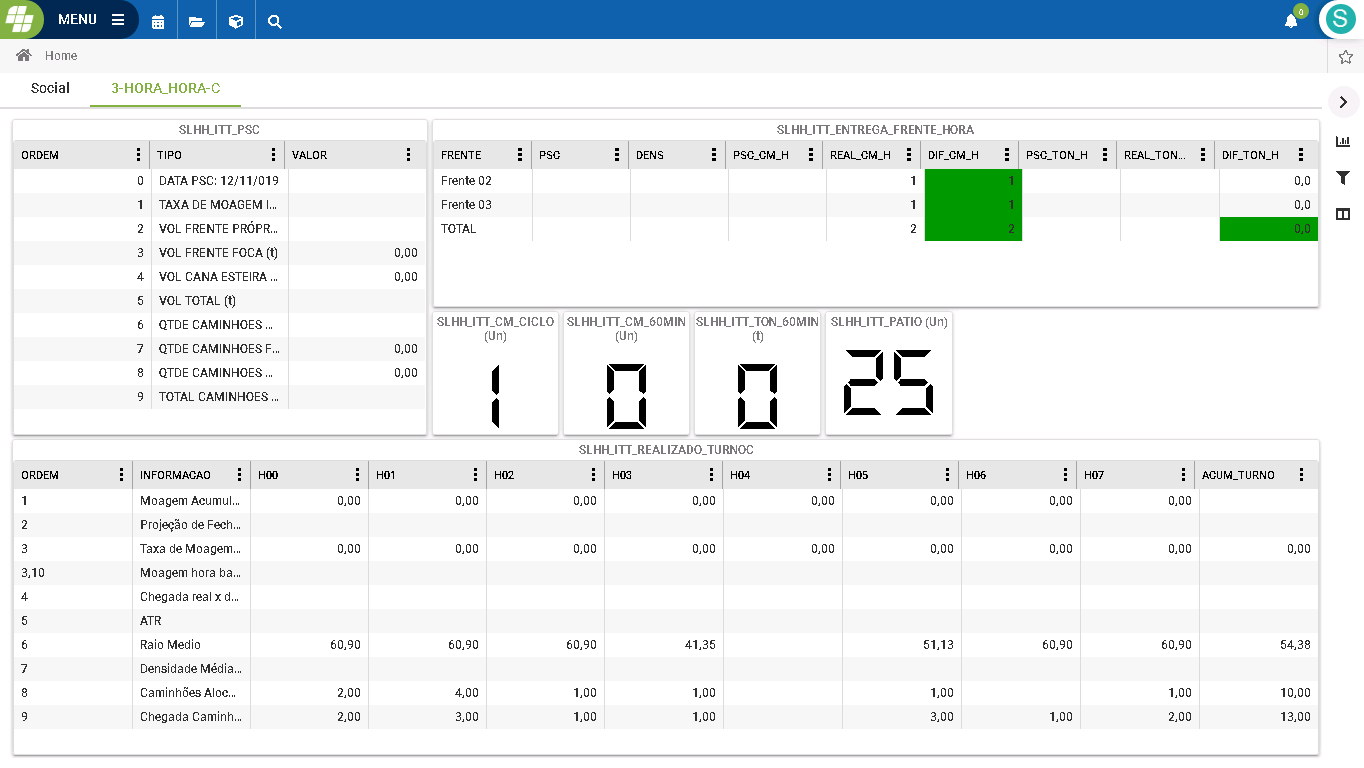 MENU
0
S
Home
Social 3-HORA_HORA-C
SLHH_ITT_PSC
ORDEM TIPO VALOR
0 DATA PSC: 12/11/019
1 TAXA DE MOAGEM I...
2 VOL FRENTE PRÓPR...
3 VOL FRENTE FOCA (t) 0,00
4 VOL CANA ESTEIRA ... 0,00
5 VOL TOTAL (t)
6 QTDE CAMINHOES ...
7 QTDE CAMINHOES F... 0,00
8 QTDE CAMINHOES ... 0,00
9 TOTAL CAMINHOES ...
SLHH_ITT_ENTREGA_FRENTE_HORA
FRENTE PSC DENS PSC_CM_H REAL_CM_H DIF_CM_H PSC_TON_H REAL_TON... DIF_TON_H
Frente 02 1 1 0,0
Frente 03 1 1 0,0
TOTAL 2 2 0,0
SLHH_ITT_CM_CICLO
(Un)
1
SLHH_ITT_CM_60MIN
(Un)
0
SLHH_ITT_TON_60MIN
(t)
0
SLHH_ITT_PATIO (Un)
25
SLHH_ITT_REALIZADO_TURNOC
ORDEM INFORMACAO H00 H01 H02 H03 H04 H05 H06 H07 ACUM_TURNO
1 Moagem Acumul... 0,00 0,00 0,00 0,00 0,00 0,00 0,00 0,00
2 Projeção de Fech...
3 Taxa de Moagem... 0,00 0,00 0,00 0,00 0,00 0,00 0,00 0,00 0,00
3,10 Moagem hora ba...
4 Chegada real x d...
5 ATR
6 Raio Medio 60,90 60,90 60,90 41,35 51,13 60,90 60,90 54,38
7 Densidade Média...
8 Caminhões Aloc... 2,00 4,00 1,00 1,00 1,00 1,00 10,00
9 Chegada Caminh... 2,00 3,00 1,00 1,00 3,00 1,00 2,00 13,00